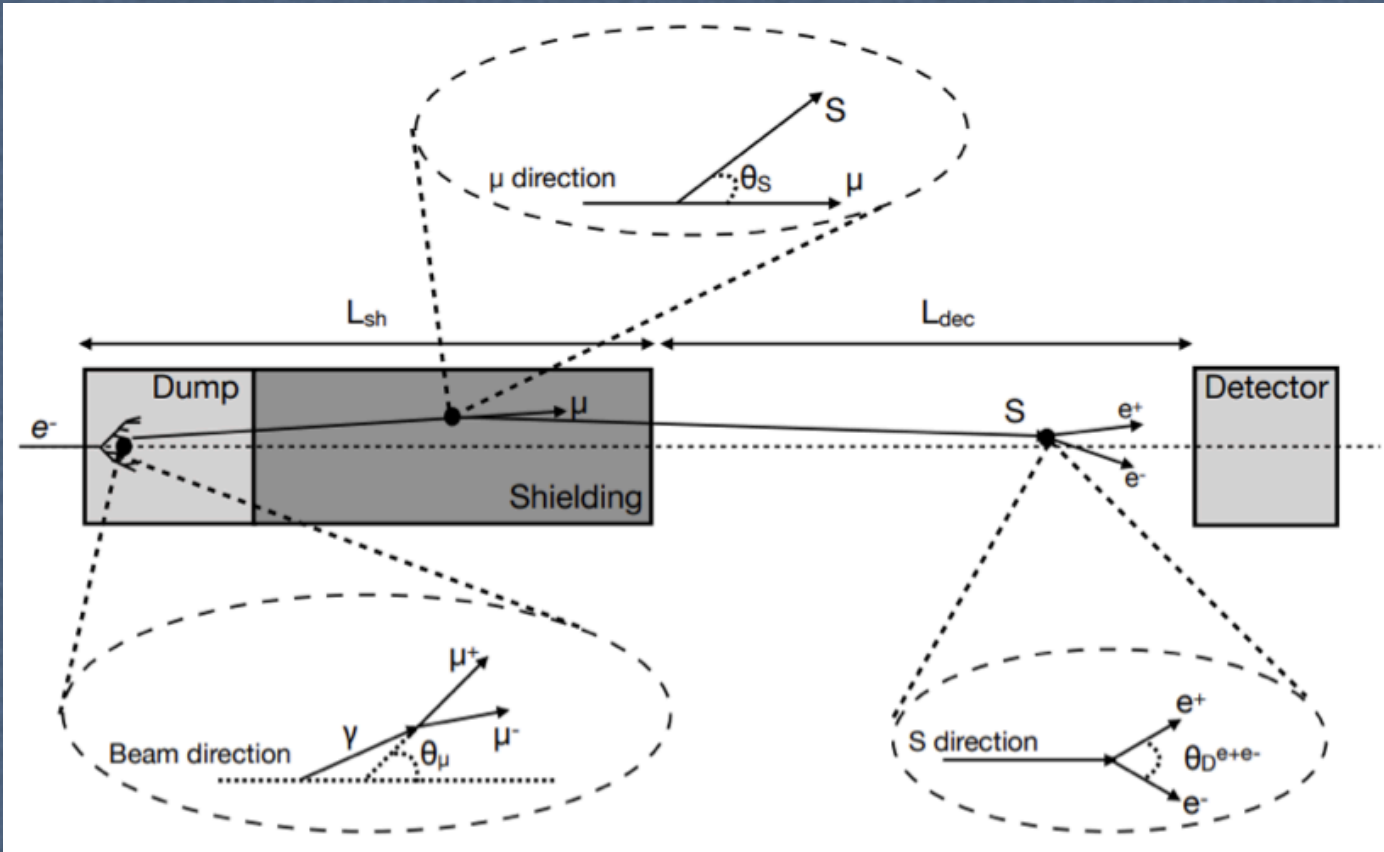 S
θS
μ direction
μ
Lsh
Ldec
Dump
Detector
e-
μ
S
e+
e-
Shielding
μ+
γ
μ-
θμ
Beam direction
e+
S direction
θDe+e-
e-